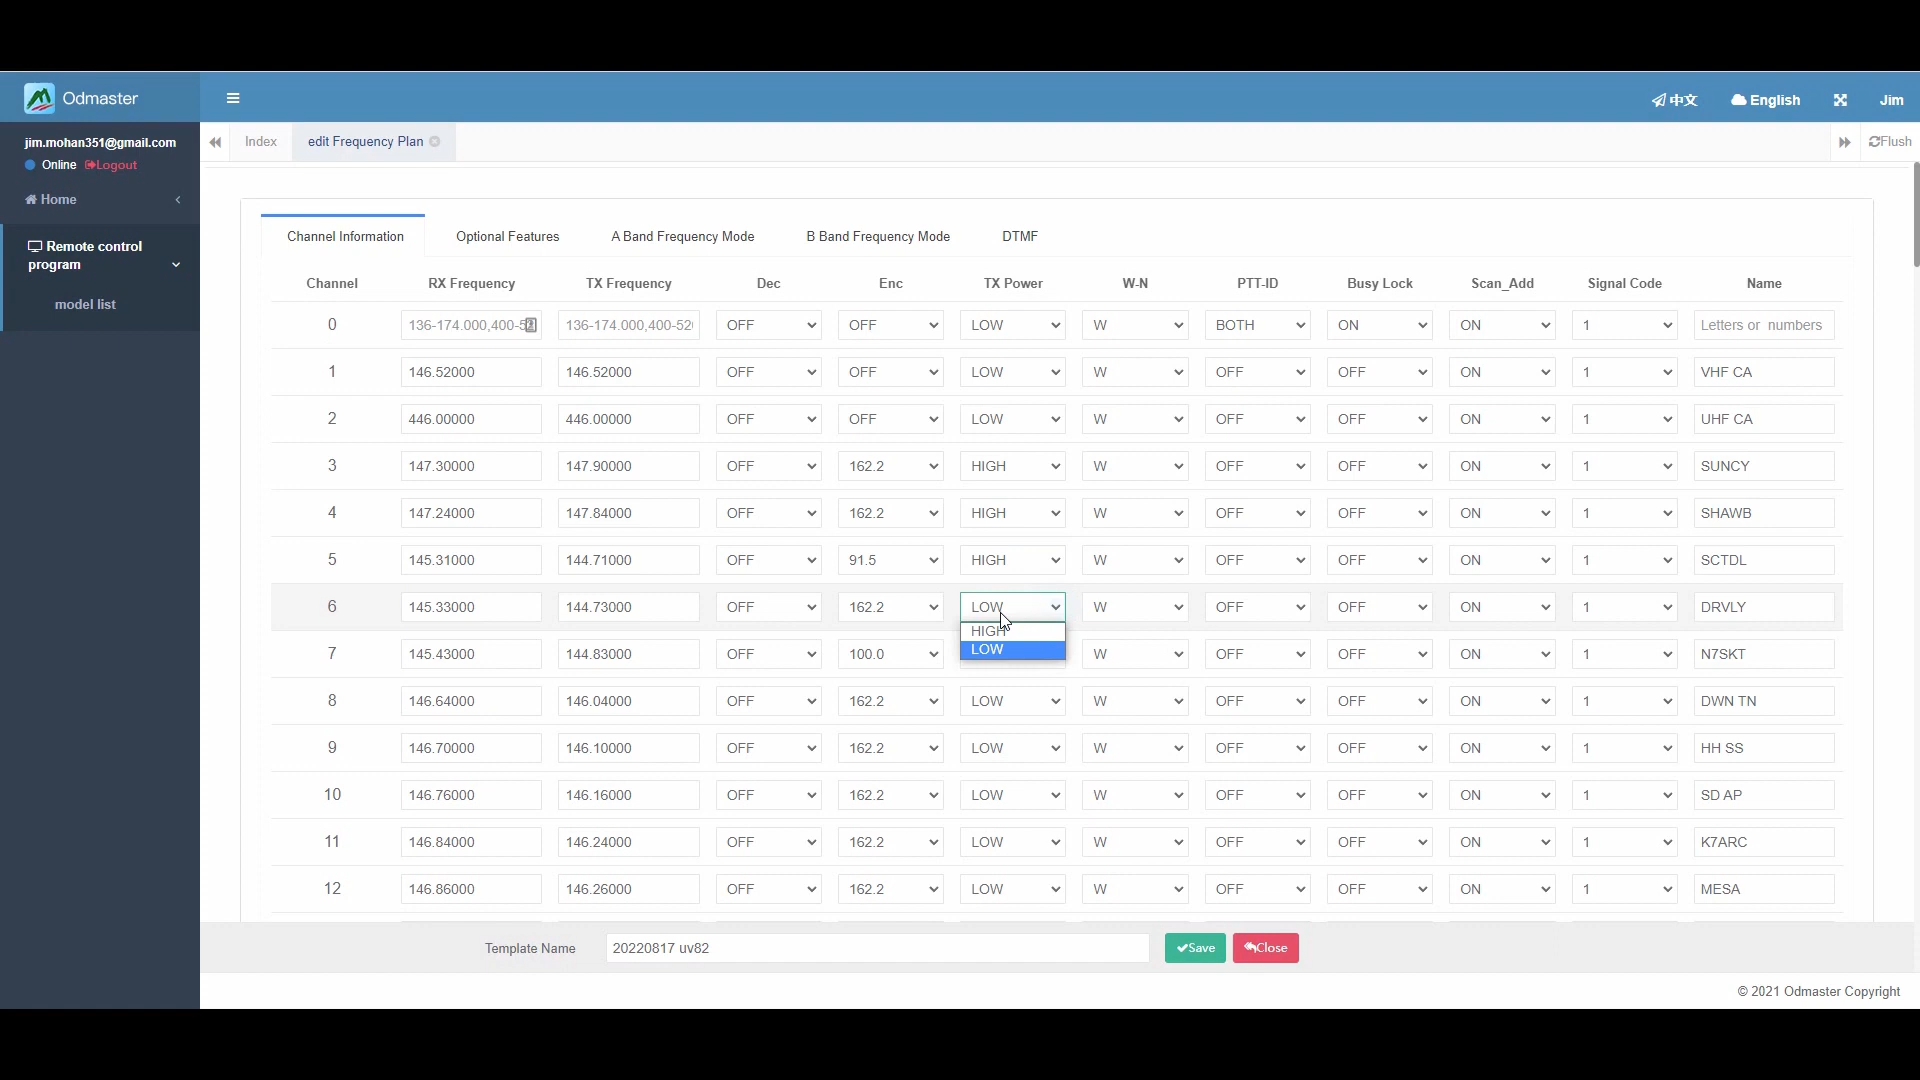 Odmaster
中文 English Jim
jim.mohan351@gmail.com
Online Logout
Index edit Frequency Plan Flush
Home
Remote control
program
model list
Channel Information Optional Features A Band Frequency Mode B Band Frequency Mode DTMF
Channel RX Frequency TX Frequency Dec Enc TX Power W-N PTT-ID Busy Lock Scan_Add Signal Code Name
0 136-174.000,400-5 136-174.000,400-52 OFF OFF LOW W BOTH ON ON 1 Letters or numbers
1 146.52000 146.52000 OFF OFF LOW W OFF OFF ON 1 VHF CA
2 446.00000 446.00000 OFF OFF LOW W OFF OFF ON 1 UHF CA
3 147.30000 147.90000 OFF 162.2 HIGH W OFF OFF ON 1 SUNCY
4 147.24000 147.84000 OFF 162.2 HIGH W OFF OFF ON 1 SHAWB
5 145.31000 144.71000 OFF 91.5 HIGH W OFF OFF ON 1 SCTDL
6 145.33000 144.73000 OFF 162.2 LOW W OFF OFF ON 1 DRVLY
HIGH
LOW
7 145.43000 144.83000 OFF 100.0 W OFF OFF ON 1 N7SKT
8 146.64000 146.04000 OFF 162.2 LOW W OFF OFF ON 1 DWN TN
9 146.70000 146.10000 OFF 162.2 LOW W OFF OFF ON 1 HH SS
10 146.76000 146.16000 OFF 162.2 LOW W OFF OFF ON 1 SD AP
11 146.84000 146.24000 OFF 162.2 LOW W OFF OFF ON 1 K7ARC
12 146.86000 146.26000 OFF 162.2 LOW W OFF OFF ON 1 MESA
Template Name 20220817 uv82 Save Close
© 2021 Odmaster Copyright